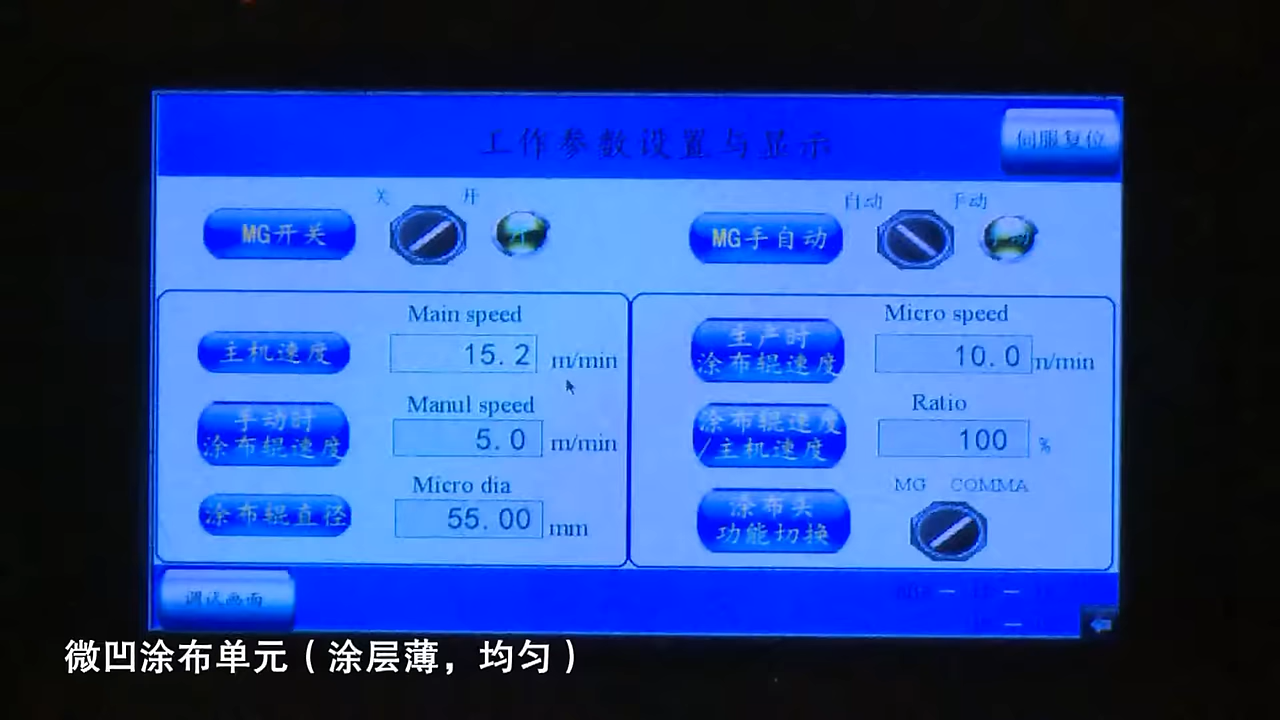 工作参数设置与显示
伺服复位
关 开
MG开关
开
自动 手动
MG手自动
主机速度
Main speed
15.2 m/min
手动时
涂布辊速度
Manul speed
5.0 m/min
涂布辊直径
Micro dia
55.00 mm
生产时
涂布辊速度
Micro speed
10.0 m/min
涂布辊速度
/主机速度
Ratio
100 %
涂布头
功能切换
MG COMMA
调试画面
微凹涂布单元（涂层薄，均匀）